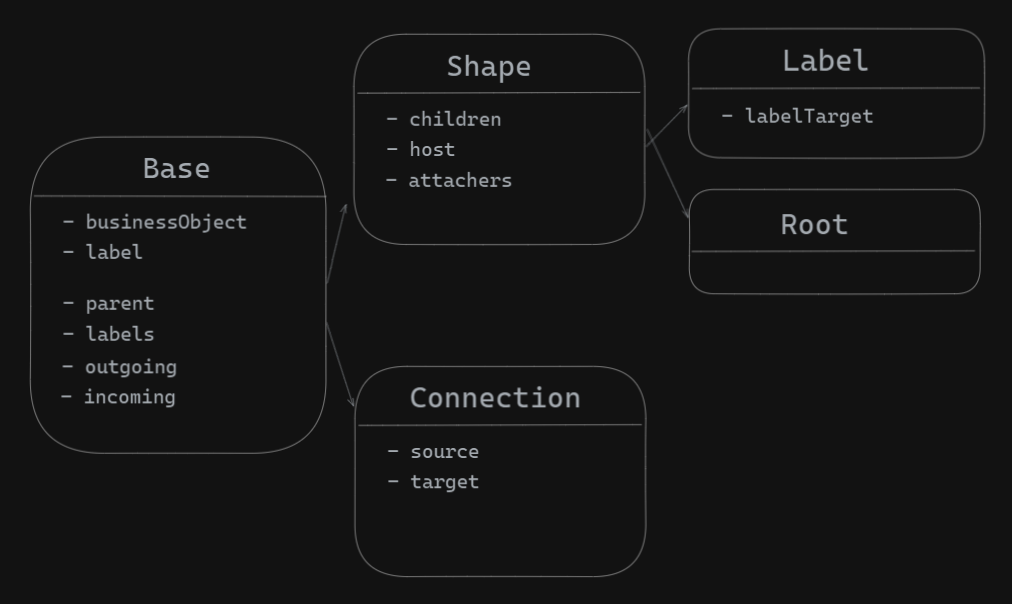 Base
- businessObject
- label
- parent
- labels
- outgoing
- incoming
Shape
- children
- host
- attachers
Connection
- source
- target
Label
- labelTarget
Root